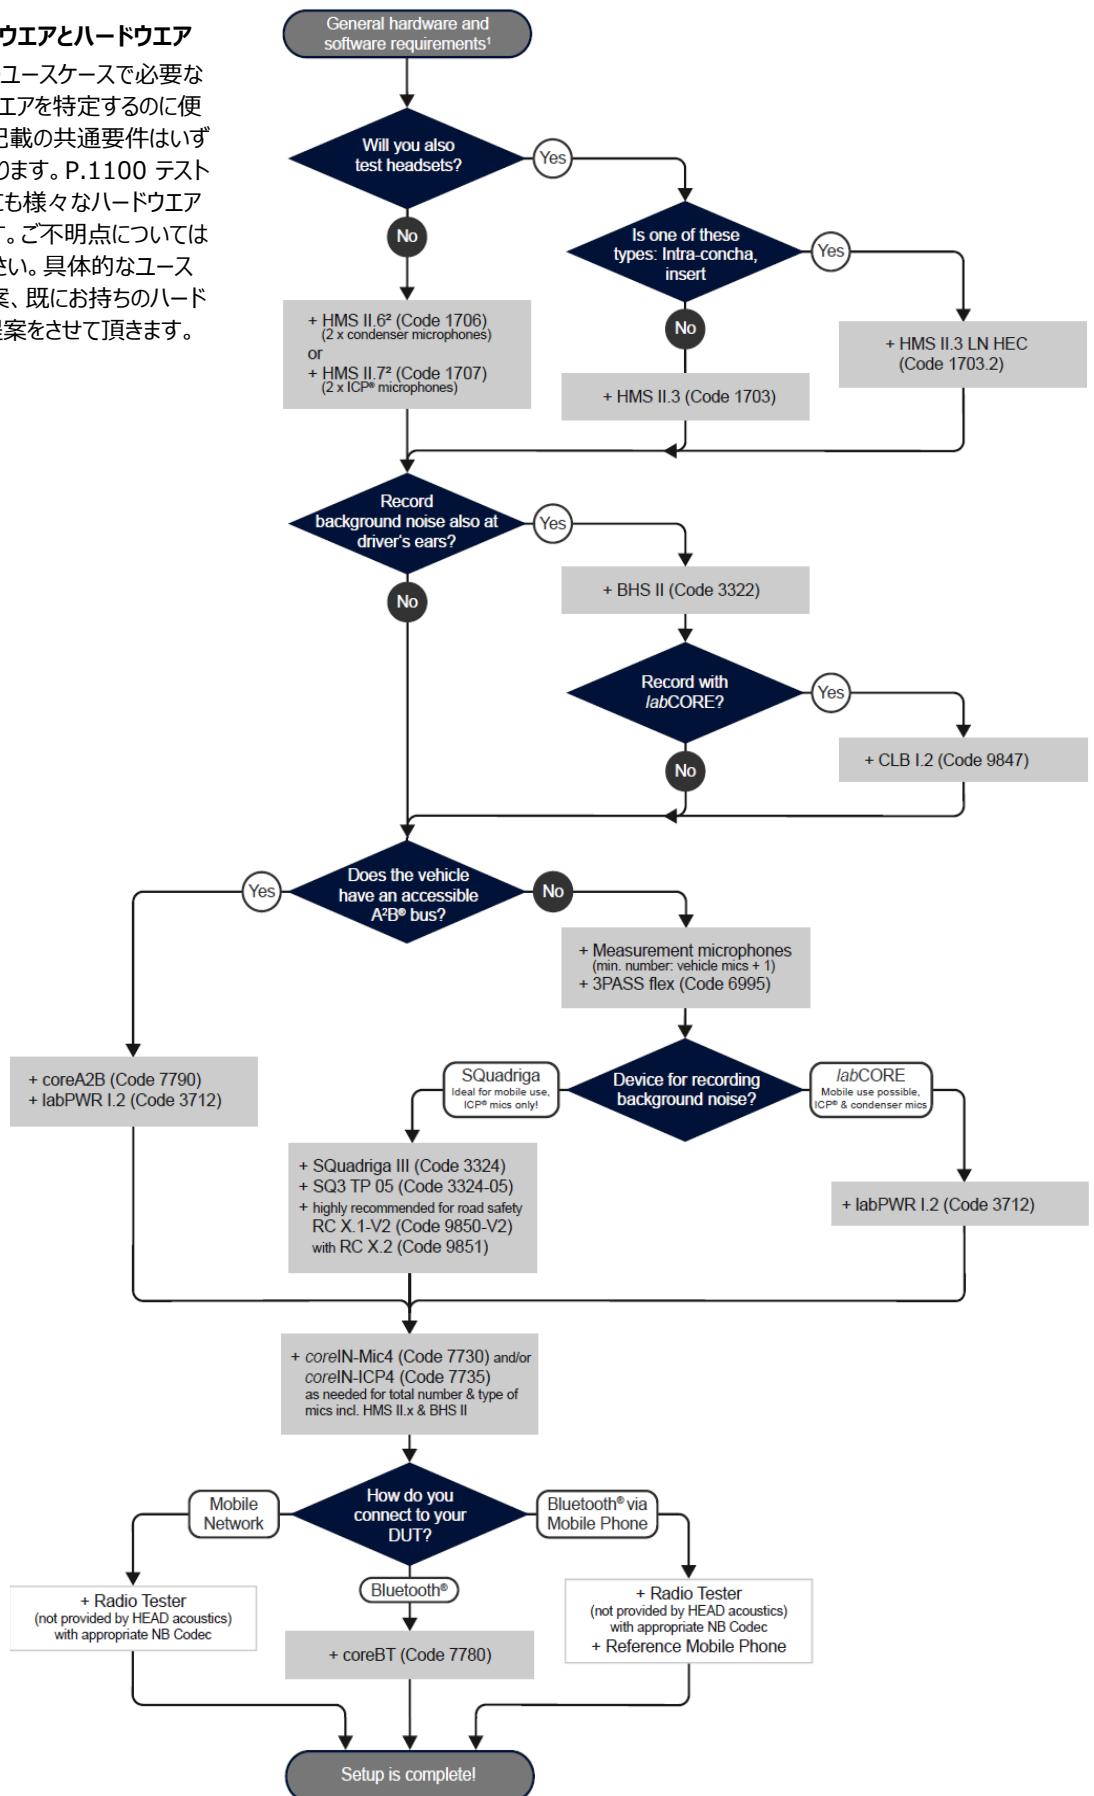 ウエアとハードウエア
ユースケースで必要な
エアを特定するのに便
記載の共通要件はいず
ります。P.1100 テスト
にも様々なハードウエア
す。ご不明点については
さい。具体的なユース
案、既にお持ちのハード
提案をさせて頂きます。
General hardware and
software requirements¹
Will you also
test headsets?
Yes
No
Is one of these
types: Intra-concha,
insert
Yes
No
+ HMS II.6² (Code 1706)
(2 x condenser microphones)
or
+ HMS II.7² (Code 1707)
(2 x ICP® microphones)
+ HMS II.3 (Code 1703)
+ HMS II.3 LN HEC
(Code 1703.2)
Record
background noise also at
driver's ears?
Yes
No
+ BHS II (Code 3322)
Record with
labCORE?
Yes
No
+ CLB I.2 (Code 9847)
Does the vehicle
have an accessible
A²B® bus?
Yes
No
+ Measurement microphones
(min. number: vehicle mics + 1)
+ 3PASS flex (Code 6995)
+ coreA2B (Code 7790)
+ labPWR I.2 (Code 3712)
Device for recording
background noise?
SQuadriga
Ideal for mobile use,
ICP® mics only!
labCORE
Mobile use possible,
ICP® & condenser mics
+ SQuadriga III (Code 3324)
+ SQ3 TP 05 (Code 3324-05)
+ highly recommended for road safety
RC X.1-V2 (Code 9850-V2)
with RC X.2 (Code 9851)
+ labPWR I.2 (Code 3712)
+ coreIN-Mic4 (Code 7730) and/or
coreIN-ICP4 (Code 7735)
as needed for total number & type of
mics incl. HMS II.x & BHS II
How do you
connect to your
DUT?
Mobile
Network
Bluetooth® via
Mobile Phone
Bluetooth®
+ Radio Tester
(not provided by HEAD acoustics)
with appropriate NB Codec
+ coreBT (Code 7780)
+ Radio Tester
(not provided by HEAD acoustics)
with appropriate NB Codec
+ Reference Mobile Phone
Setup is complete!